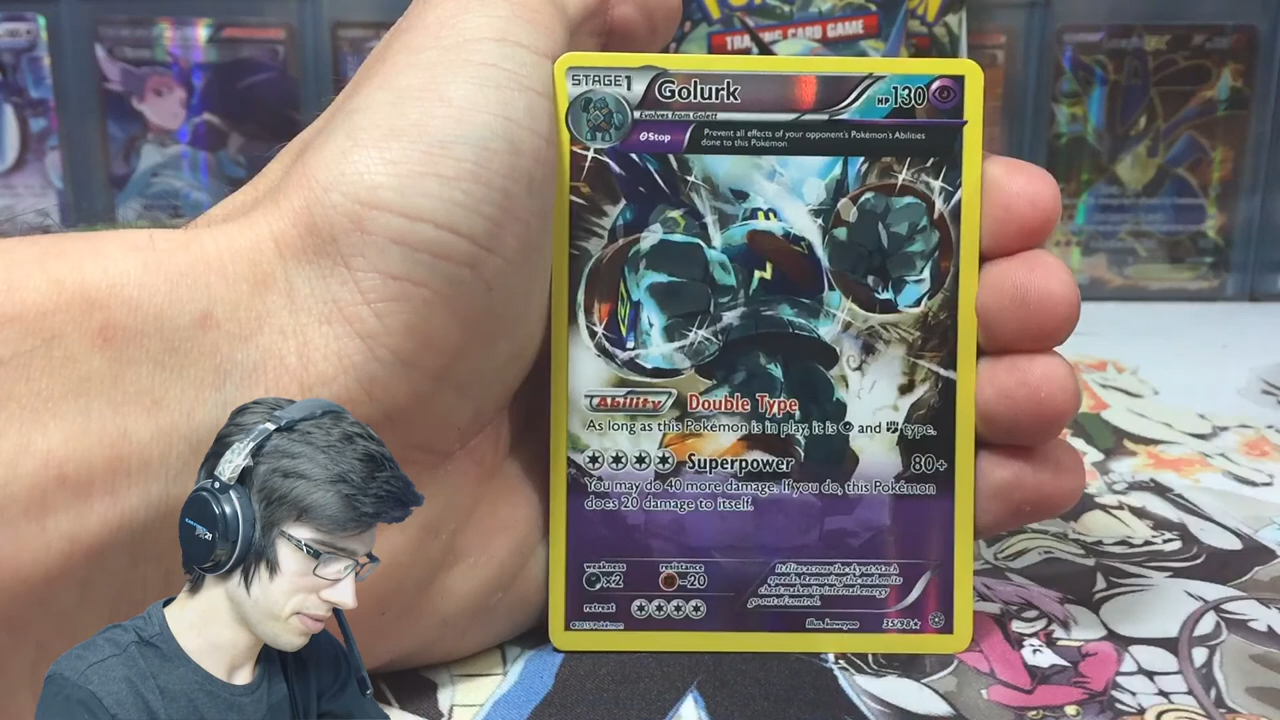 TRADING CARD GAME
STAGE1
Golurk
HP130
Evolves from Golett
Stop
Prevent all effects of your opponent's Pokémon's Abilities
done to this Pokémon.
Ability Double Type
As long as this Pokémon is in play, it is and type.
Superpower 80+
You may do 40 more damage. If you do, this Pokémon
does 20 damage to itself.
weakness
×2
resistance
-20
retreat
It flies across the sky at Mach
speeds. Removing the seal on its
chest makes its internal energy
go out of control.
©2015 Pokémon
Illus. kawayoo
35/98★